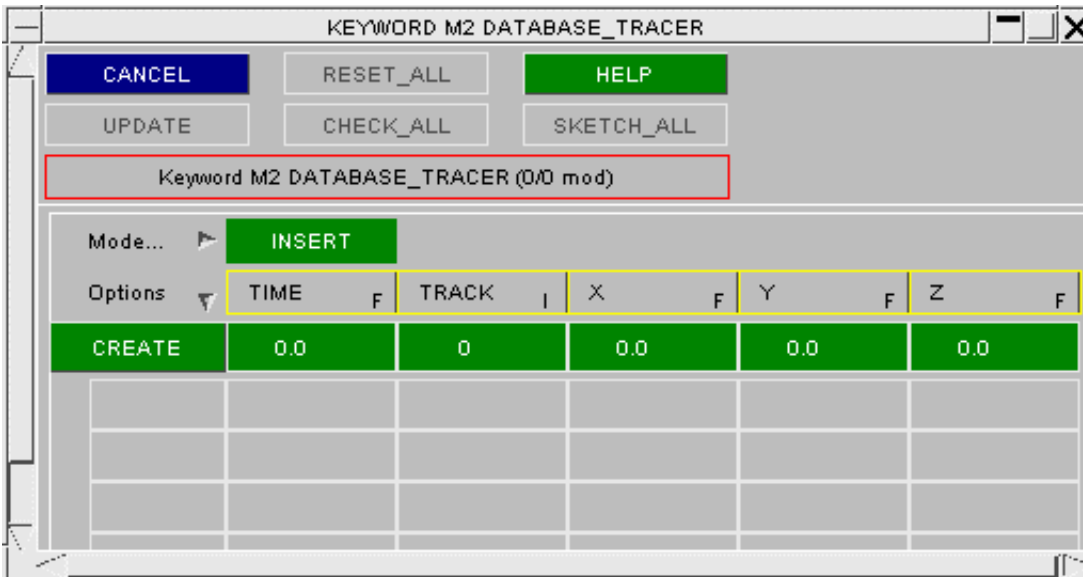 KEYWORD M2 DATABASE_TRACER
CANCEL RESET_ALL HELP
UPDATE CHECK_ALL SKETCH_ALL
Keyword M2 DATABASE_TRACER (0/0 mod)
Mode... INSERT
Options TIME F TRACK I X F Y F Z F
CREATE 0.0 0 0.0 0.0 0.0